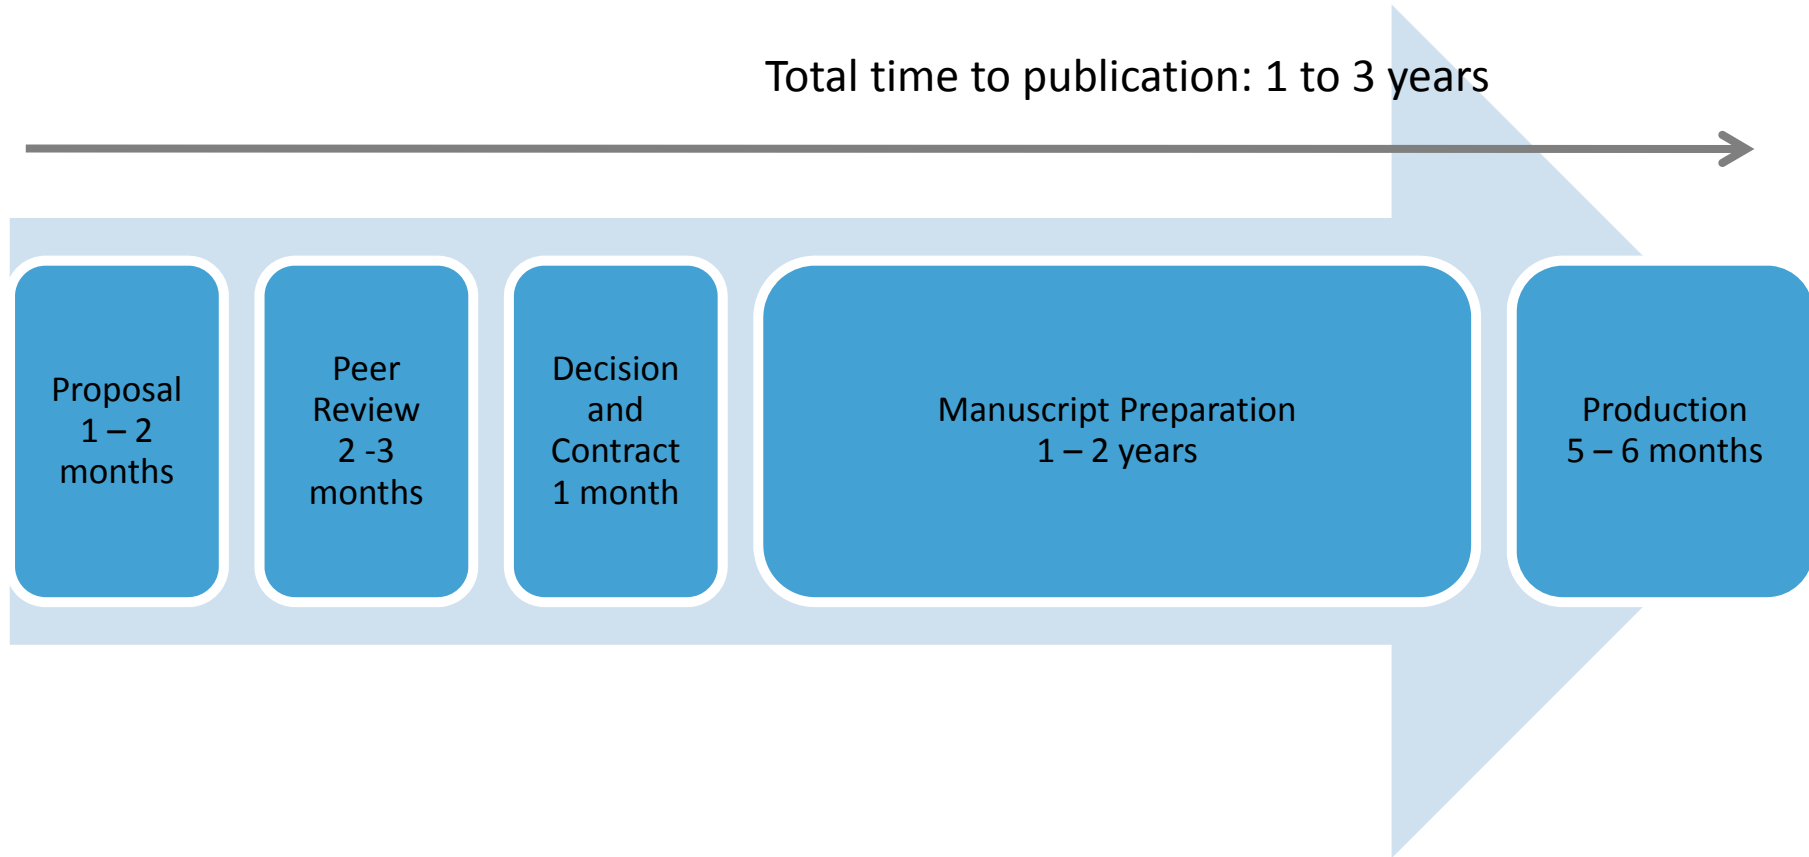 Total time to publication: 1 to 3 years
Proposal
1 – 2
months
Peer
Review
2 -3
months
Decision
and
Contract
1 month
Manuscript Preparation
1 – 2 years
Production
5 – 6 months